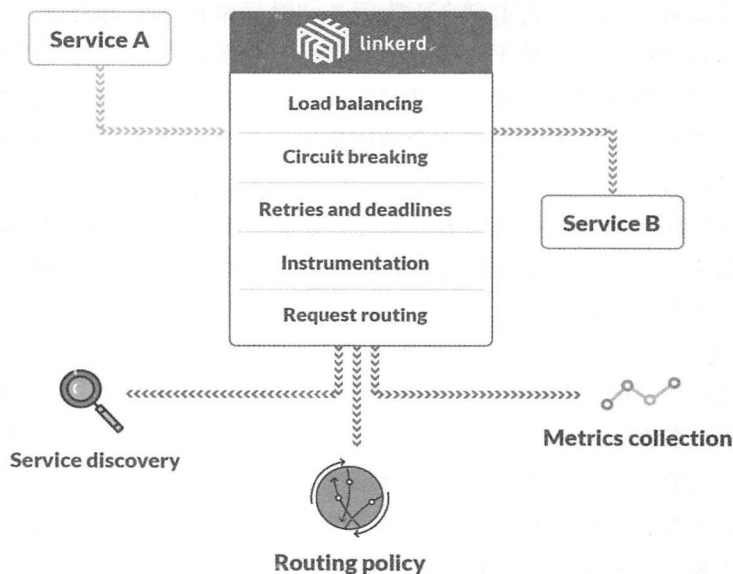 Service A
linkerd
Load balancing
Circuit breaking
Retries and deadlines
Instrumentation
Request routing
Service B
Service discovery
Metrics collection
Routing policy